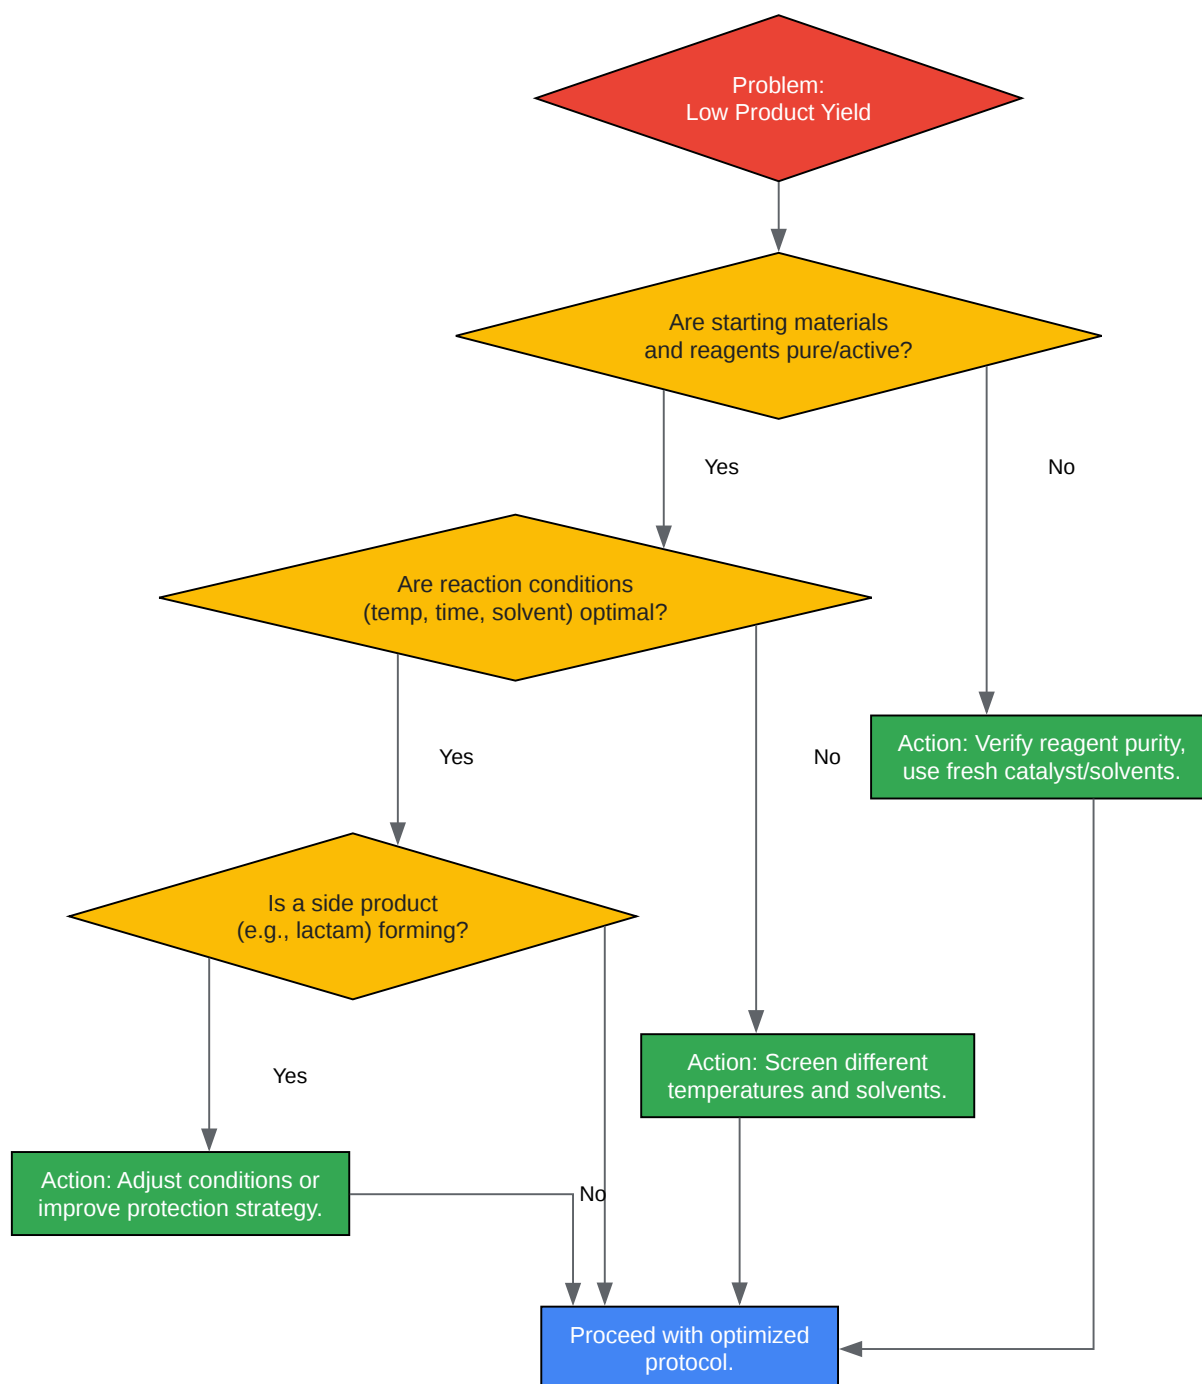 Problem:
Low Product Yield
Are starting materials
and reagents pure/active?
Yes
No
Are reaction conditions
(temp, time, solvent) optimal?
Action: Verify reagent purity,
use fresh catalyst/solvents.
Yes
No
Is a side product
(e.g., lactam) forming?
Action: Screen different
temperatures and solvents.
Yes
Action: Adjust conditions or
improve protection strategy.
No
Proceed with optimized
protocol.